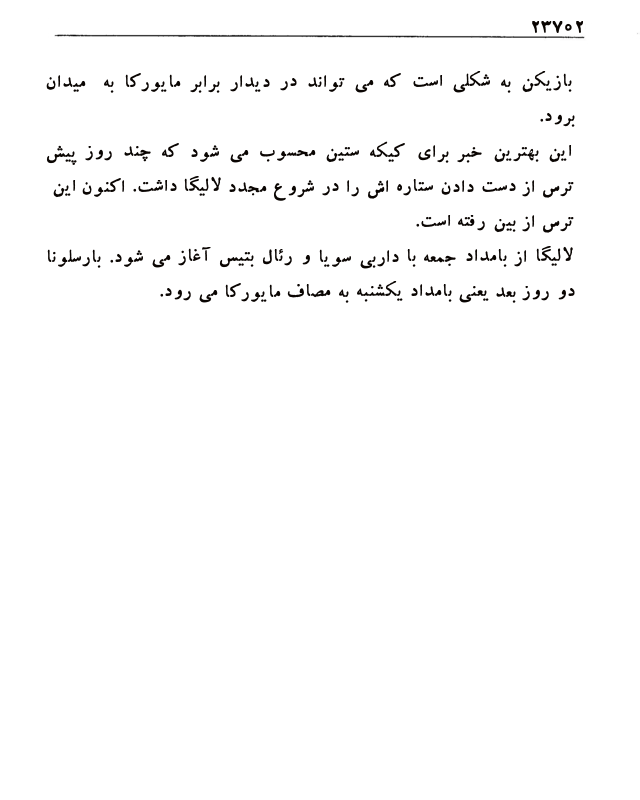 ۲۳۷۰۲
بازیکن به شکلی است که می تواند در دیدار برابر مایورکا به میدان
برود.
این بهترین خبر برای کیکه ستین محسوب می شود که چند روز پیش
ترس از دست دادن ستاره اش را در شروع مجدد لالیگا داشت. اکنون این
ترس از بین رفته است.
لالیگا از بامداد جمعه با داربی سویا و رئال بتیس آغاز می شود. بارسلونا
دو روز بعد یعنی بامداد یکشنبه به مصاف مایورکا می رود.